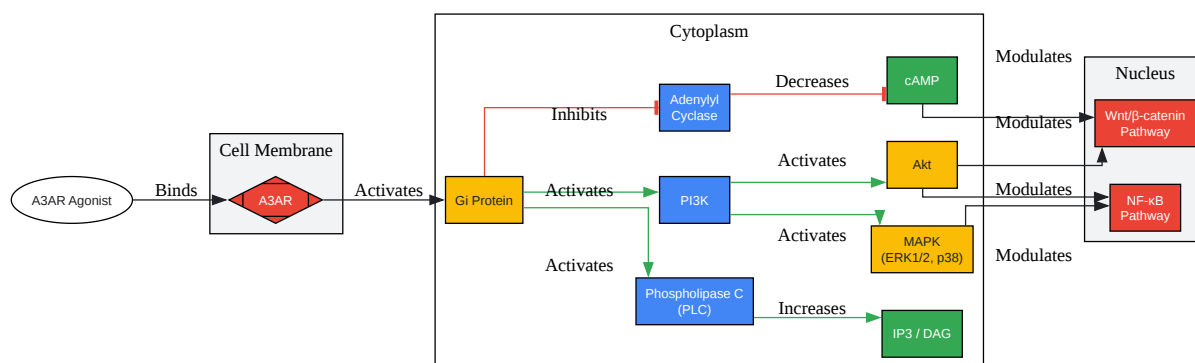 Cytoplasm
Modulates
Nucleus
cAMP
Decreases
Adenylyl
Cyclase
Inhibits
Wnt/β-catenin
Pathway
Modulates
Cell Membrane
Activates
Akt
A3AR Agonist
Binds
A3AR
Activates
Gi Protein
Activates
PI3K
Modulates
NF-κB
Pathway
Activates
MAPK
(ERK1/2, p38)
Modulates
Activates
Phospholipase C
(PLC)
Increases
IP3 / DAG